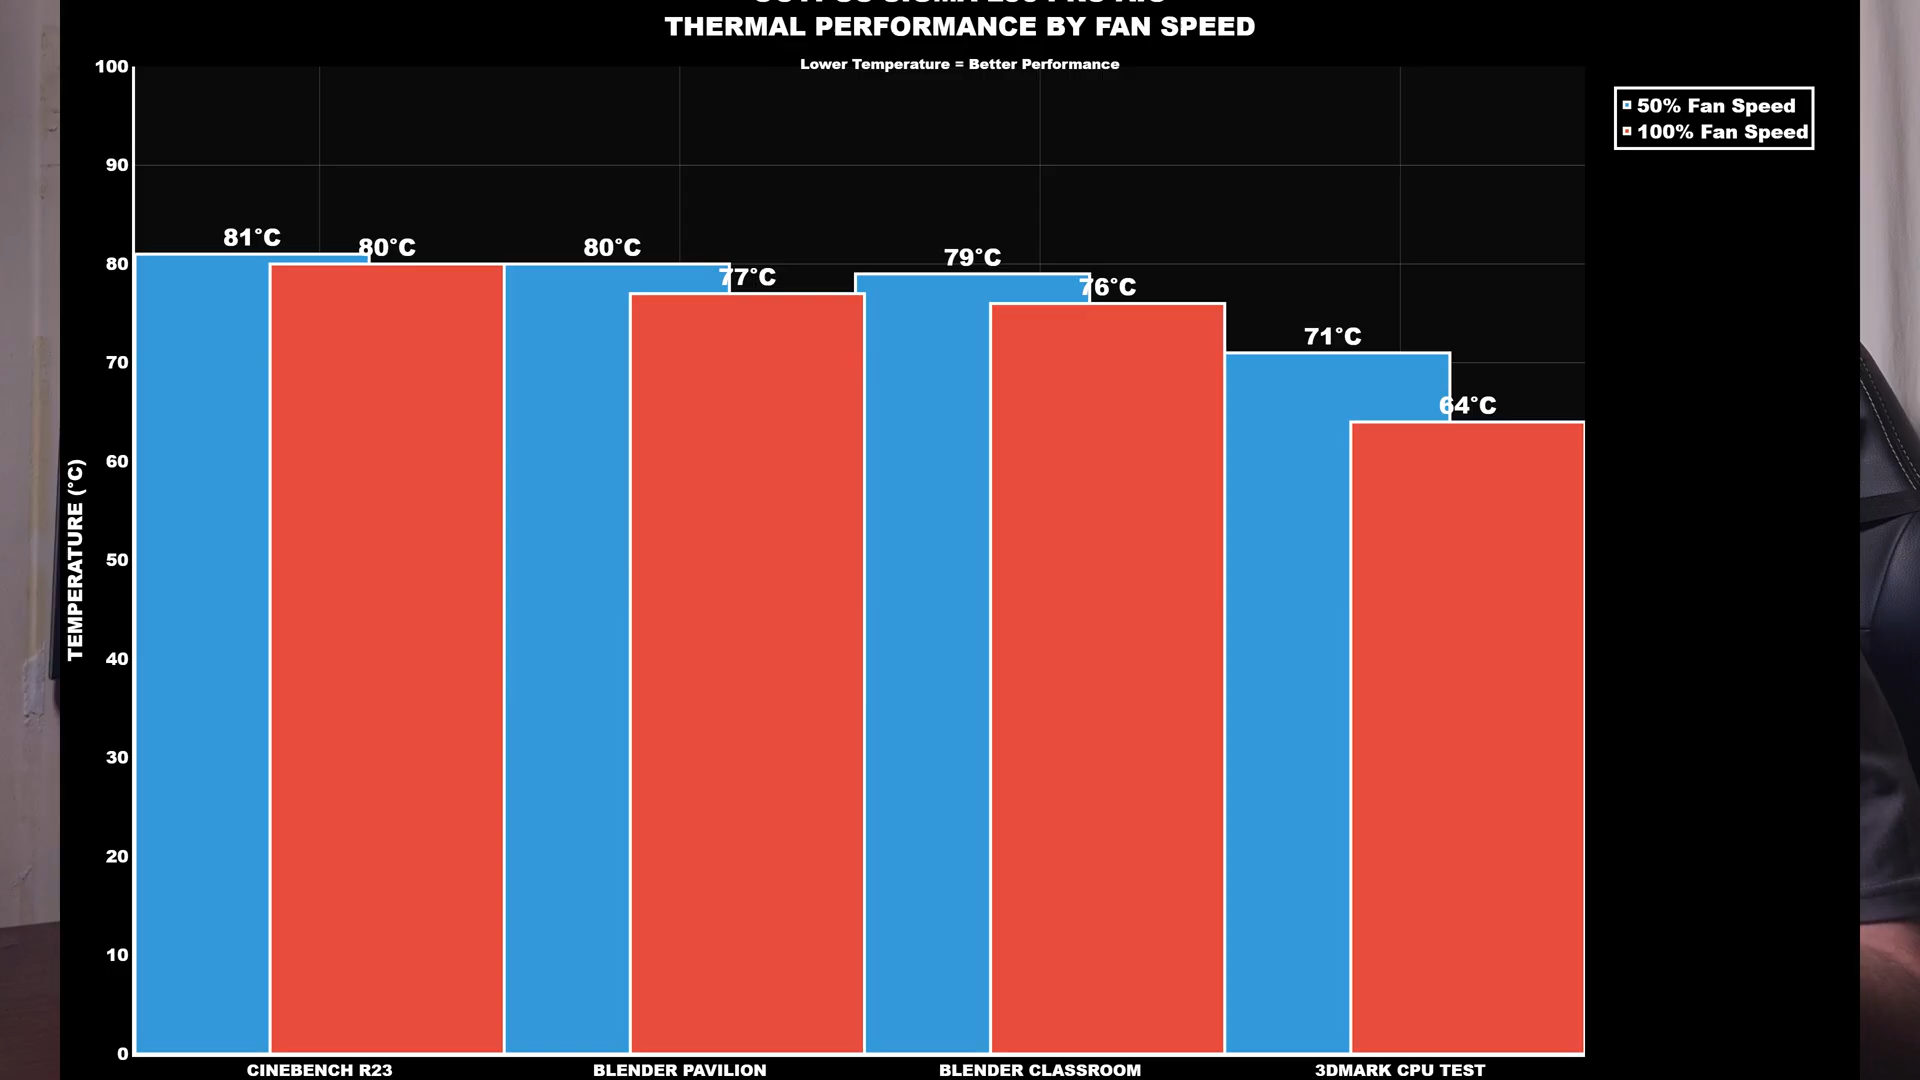 THERMAL PERFORMANCE BY FAN SPEED
Lower Temperature = Better Performance
50% Fan Speed
100% Fan Speed
TEMPERATURE (°C)
100
90
80
70
60
50
40
30
20
10
0
81°C
80°C
80°C
77°C
79°C
76°C
71°C
64°C
CINEBENCH R23
BLENDER PAVILION
BLENDER CLASSROOM
3DMARK CPU TEST